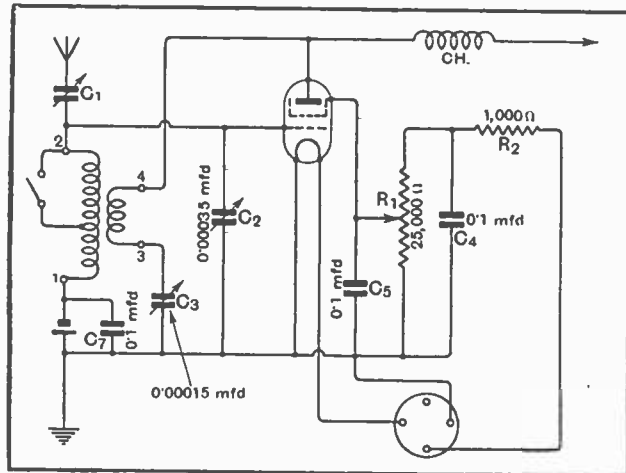 C1
CH.
1,000 Ω
R2
2
4
3
1
0.00035 mfd
C2
R1
25,000 Ω
0.1 mfd
C4
0.1 mfd
C5
C3
0.1 mfd
C7
0.00015 mfd